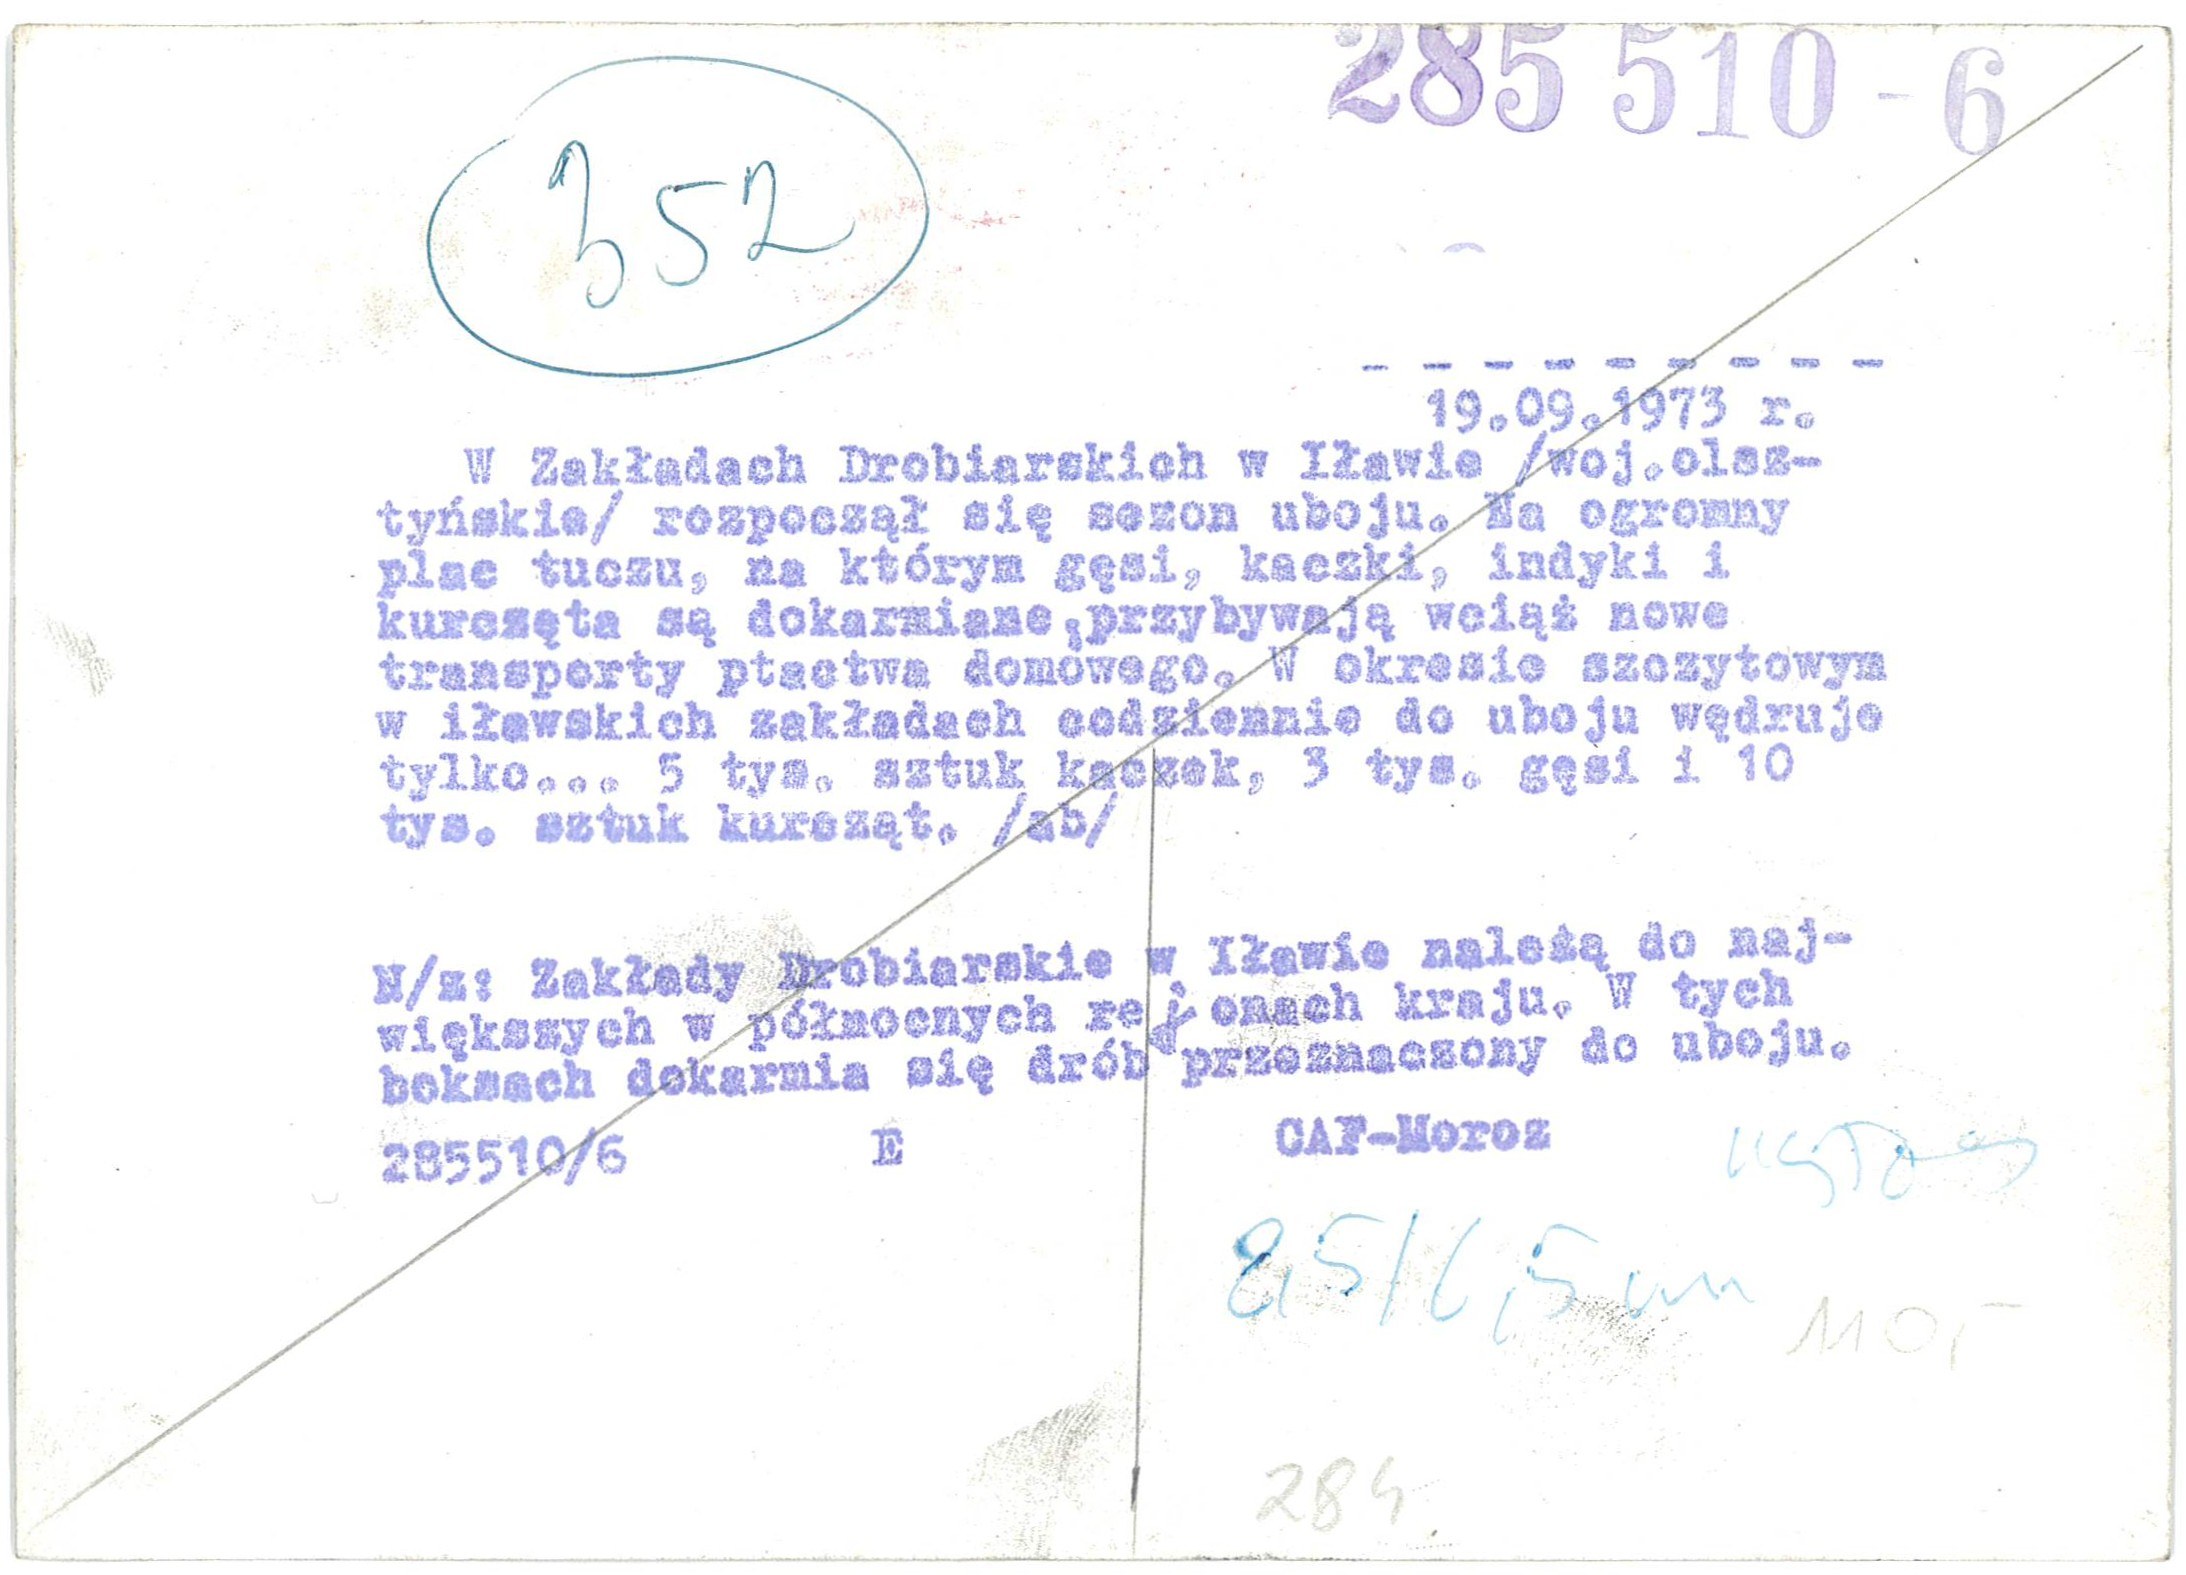 285 510 - 6
352
- - - - - - - - -
19.09.1973 r.
W Zakładach Drobiarskich w Iławie /woj.olsz-
tyńskie/ rozpoczął się sezon uboju. Na ogromny
plac tuczu, na którym gęsi, kaczki, indyki i
kurczęta są dokarmiane,przybywają wciąż nowe
transporty ptactwa domowego. W okresie szczytowym
w iławskich zakładach codziennie do uboju wędruje
tylko... 5 tys. sztuk kaczek, 3 tys. gęsi i 10
tys. sztuk kurcząt. /ab/
N/z: Zakłady Drobiarskie w Iławie należą do naj-
większych w północnych rejonach kraju. W tych
boksach dokarmia się drób przeznaczony do uboju.
285510/6 E CAF-Moroz
MOT
284